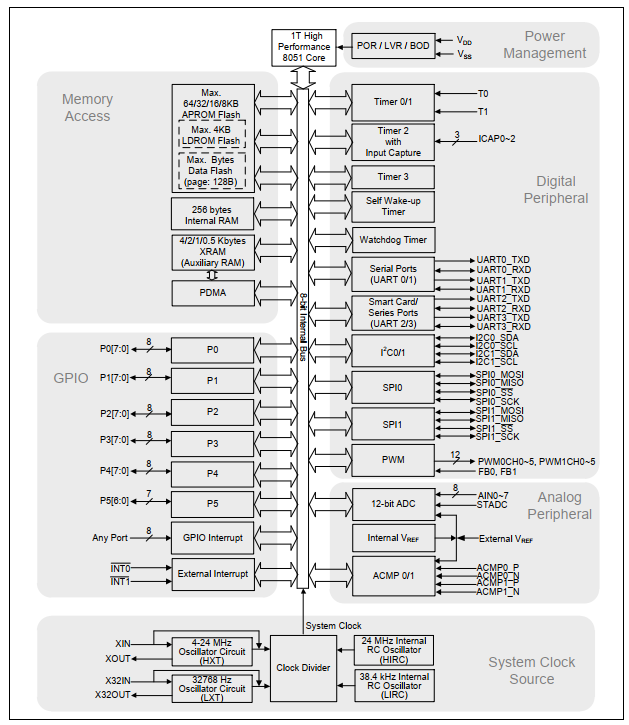 1T High
Performance
8051 Core
POR / LVR / BOD
VDD
VSS
Power
Management
Memory
Access
Max.
64/32/16/8KB
APROM Flash
Max. 4KB
LDROM Flash
Max. Bytes
Data Flash
(page: 128B)
256 bytes
Internal RAM
4/2/1/0.5 Kbytes
XRAM
(Auxiliary RAM)
PDMA
GPIO
P0[7:0]
8
P0
P1[7:0]
8
P1
P2[7:0]
8
P2
P3[7:0]
8
P3
P4[7:0]
8
P4
P5[6:0]
7
P5
Any Port
8
GPIO Interrupt
INT0
INT1
External Interrupt
8-bit Internal Bus
Digital
Peripheral
Timer 0/1
T0
T1
Timer 2
with
Input Capture
3
ICAP0~2
Timer 3
Self Wake-up
Timer
Watchdog Timer
Serial Ports
(UART 0/1)
UART0_TXD
UART0_RXD
UART1_TXD
UART1_RXD
Smart Card/
Series Ports
(UART 2/3)
UART2_TXD
UART2_RXD
UART3_TXD
UART3_RXD
I2C0/1
I2C0_SDA
I2C0_SCL
I2C1_SDA
I2C1_SCL
SPI0
SPI0_MOSI
SPI0_MISO
SPI0_SS
SPI0_SCK
SPI1
SPI1_MOSI
SPI1_MISO
SPI1_SS
SPI1_SCK
PWM
12
PWM0CH0~5, PWM1CH0~5
FB0, FB1
Analog
Peripheral
12-bit ADC
8
AIN0~7
STADC
Internal VREF
External VREF
ACMP 0/1
ACMP0_P
ACMP0_N
ACMP1_P
ACMP1_N
System Clock
XIN
XOUT
4-24 MHz
Oscillator Circuit
(HXT)
X32IN
X32OUT
32768 Hz
Oscillator Circuit
(LXT)
Clock Divider
24 MHz Internal
RC Oscillator
(HIRC)
38.4 kHz Internal
RC Oscillator
(LIRC)
System Clock
Source